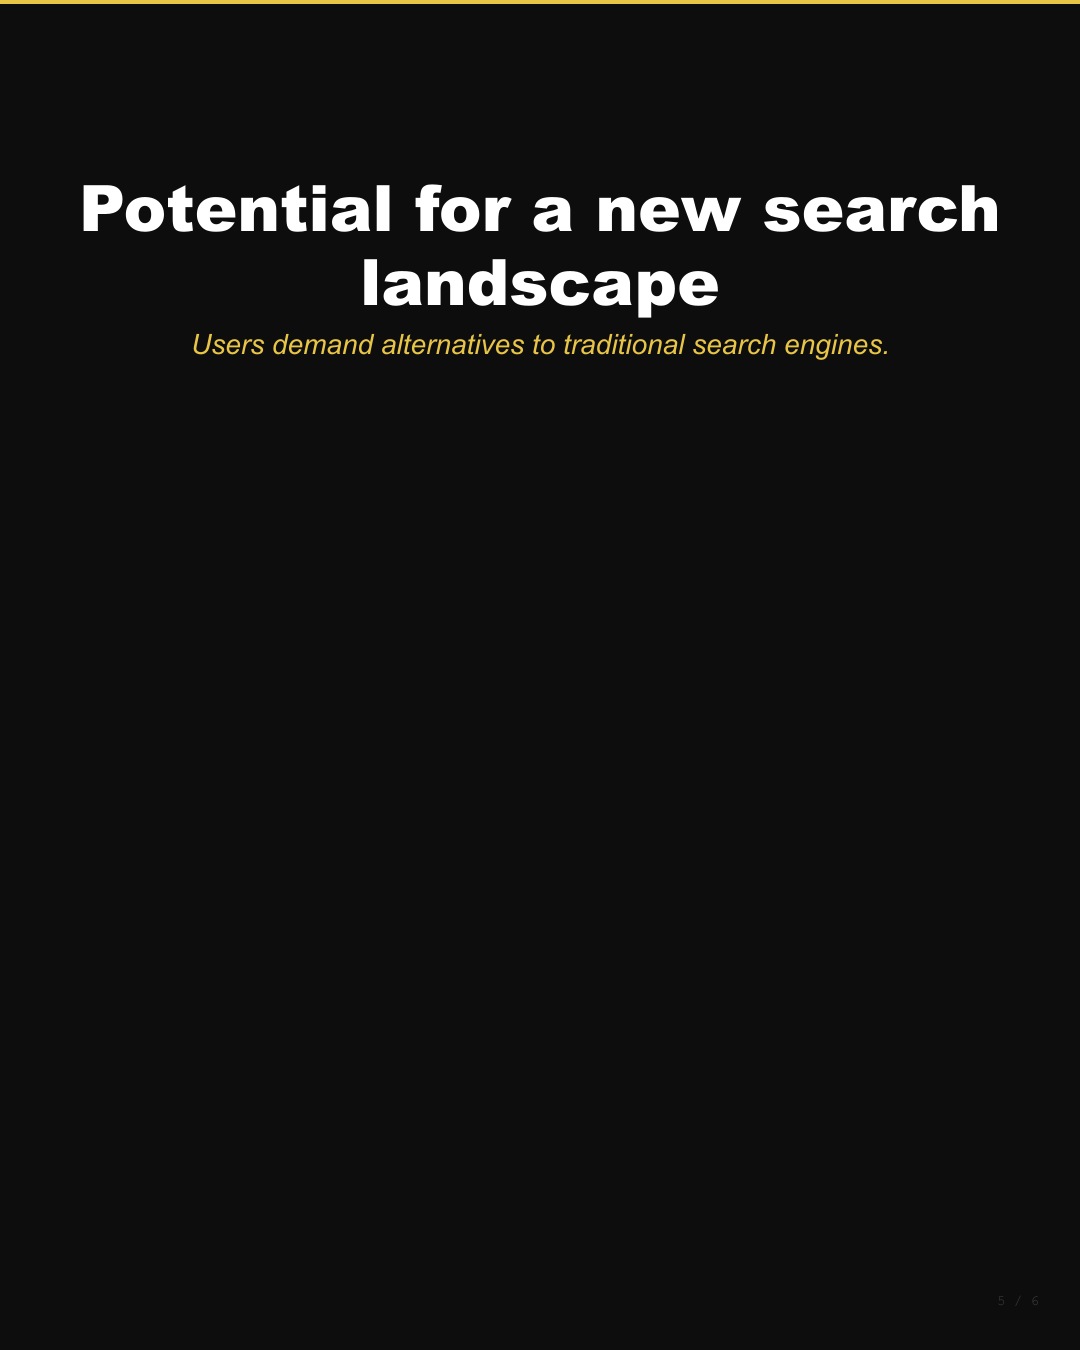 Potential for a new search
landscape
Users demand alternatives to traditional search engines.
5 / 6